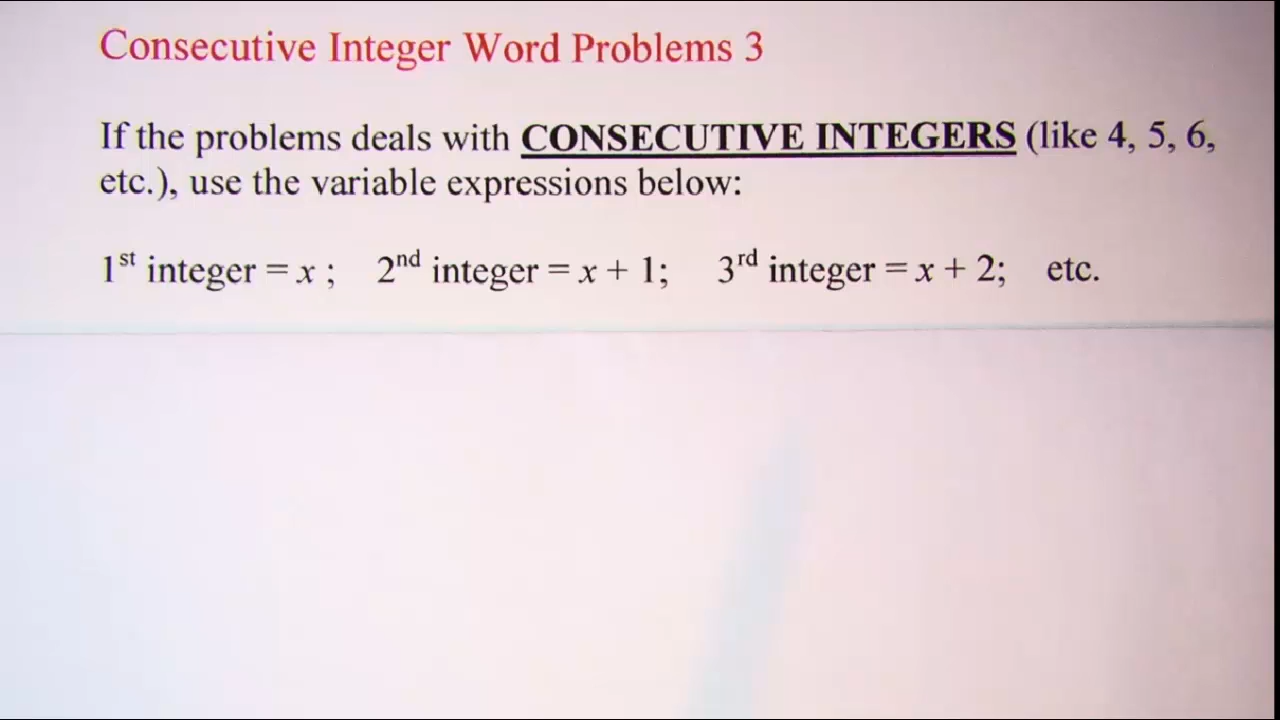 Consecutive Integer Word Problems 3
If the problems deals with CONSECUTIVE INTEGERS (like 4, 5, 6,
etc.), use the variable expressions below:
1st integer = x ; 2nd integer = x + 1; 3rd integer = x + 2; etc.